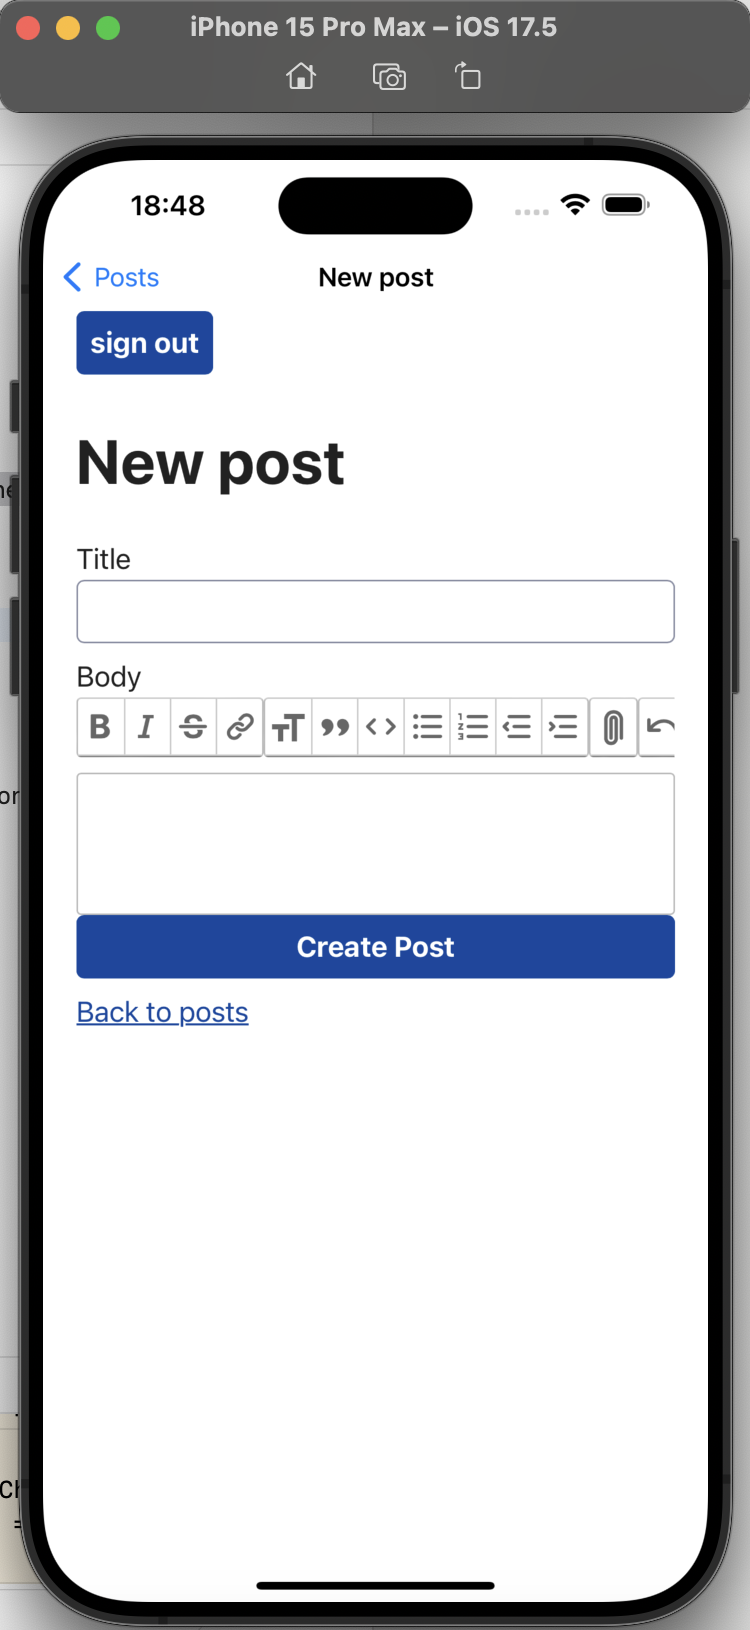 iPhone 15 Pro Max – iOS 17.5
18:48
Posts
New post
sign out
New post
Title
Body
Create Post
Back to posts